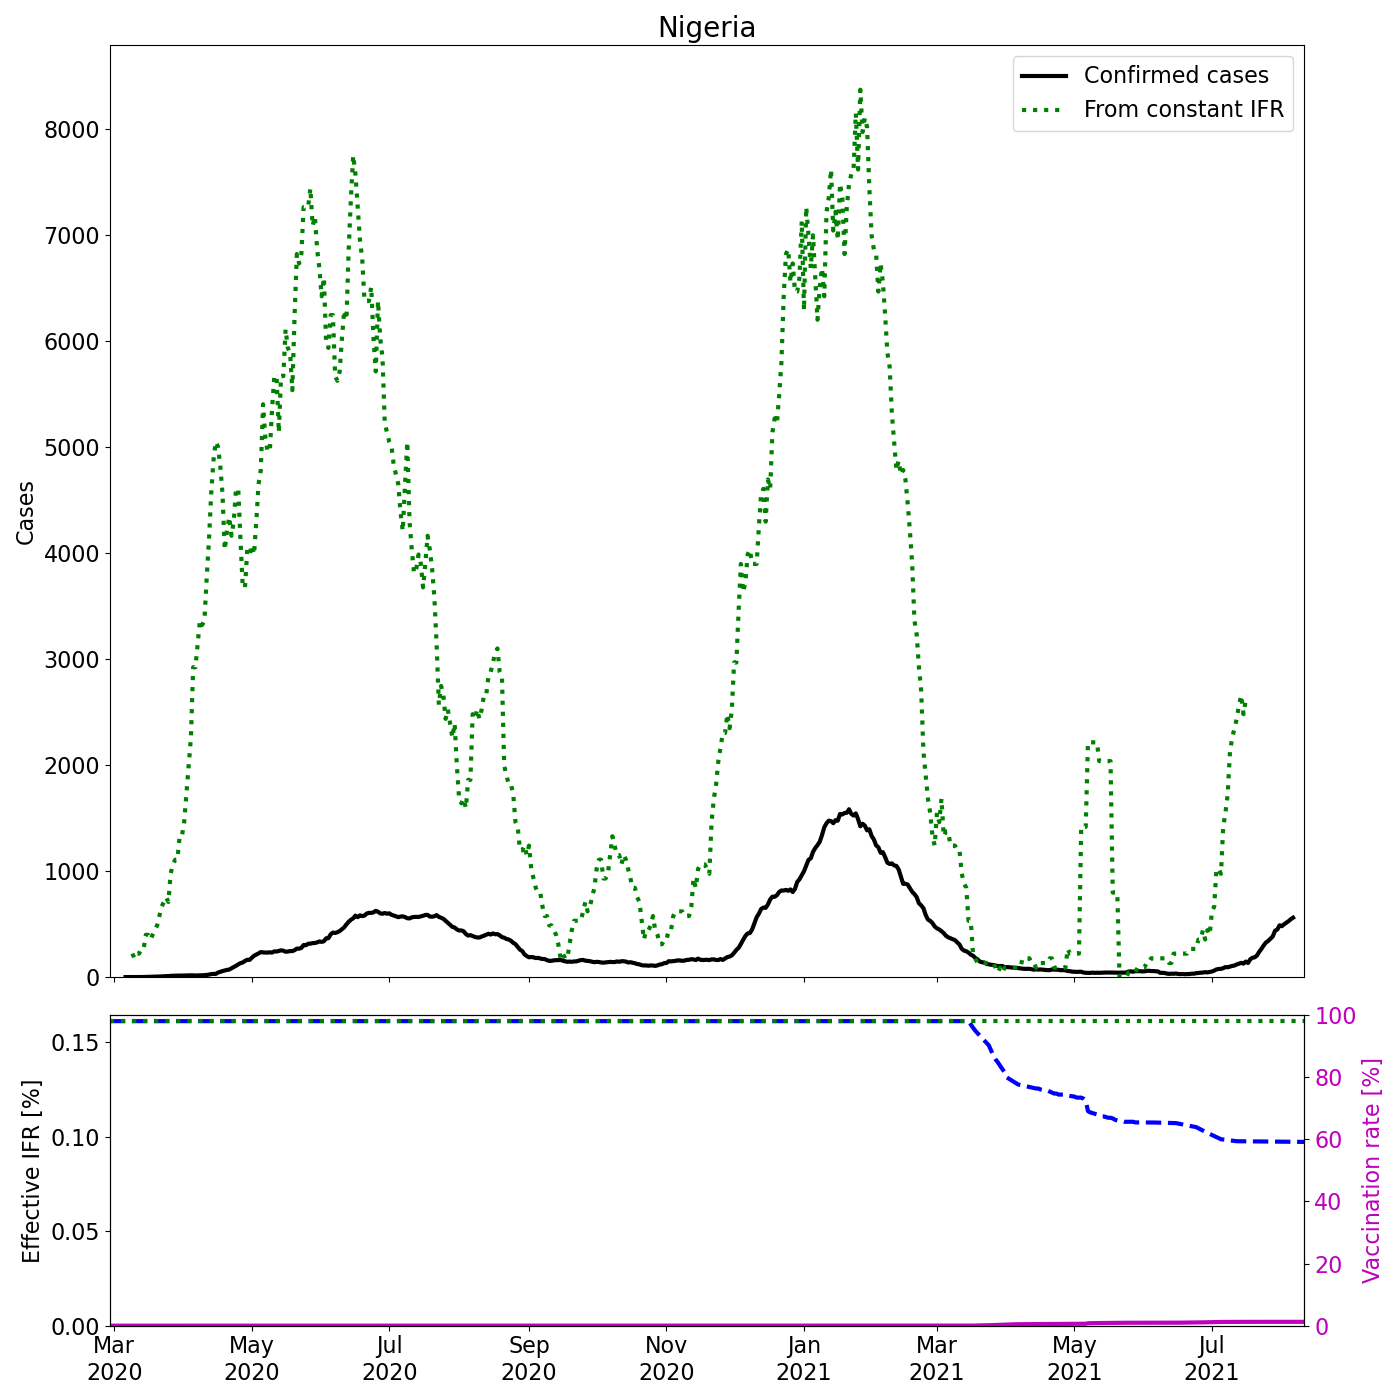 Nigeria
Confirmed cases
From constant IFR
Cases
8000
7000
6000
5000
4000
3000
2000
1000
0
Effective IFR [%]
0.15
0.10
0.05
0.00
100
80
60
40
20
0
Vaccination rate [%]
Mar May Jul Sep Nov Jan Mar May Jul
2020 2020 2020 2020 2020 2021 2021 2021 2021